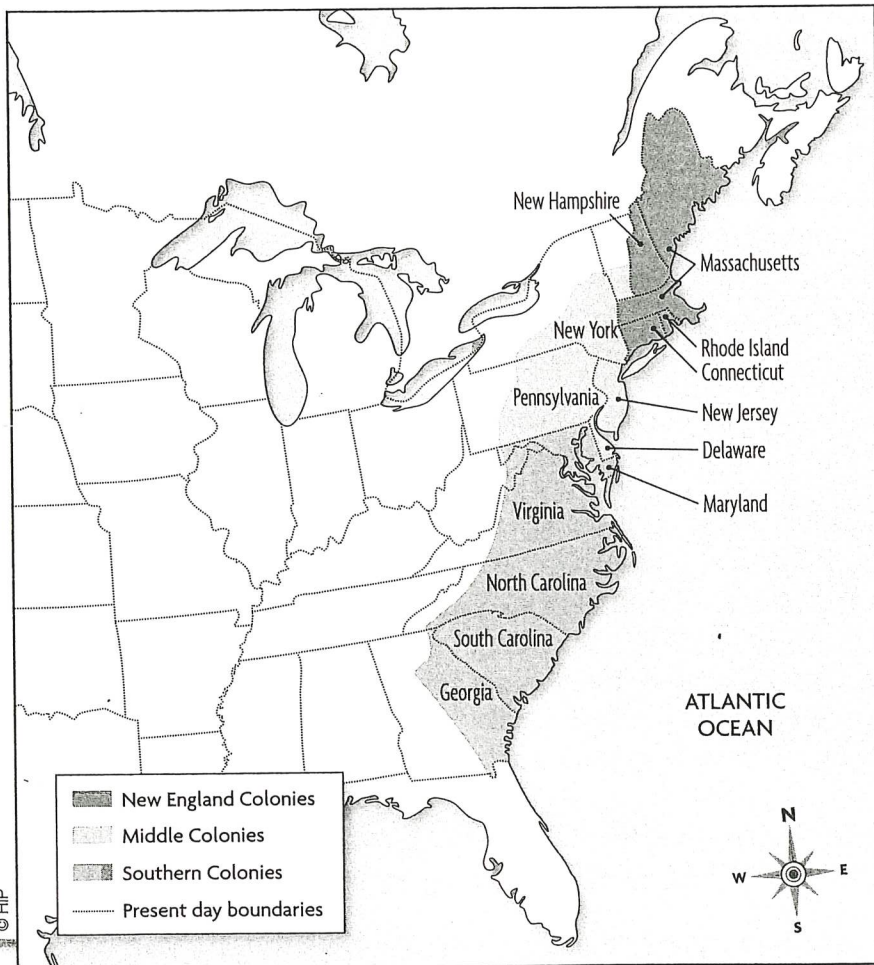 New Hampshire
Massachusetts
New York
Rhode Island
Connecticut
Pennsylvania
New Jersey
Delaware
Maryland
Virginia
North Carolina
South Carolina
Georgia
ATLANTIC
OCEAN
New England Colonies
Middle Colonies
Southern Colonies
Present day boundaries
N
W
E
S
© HIP